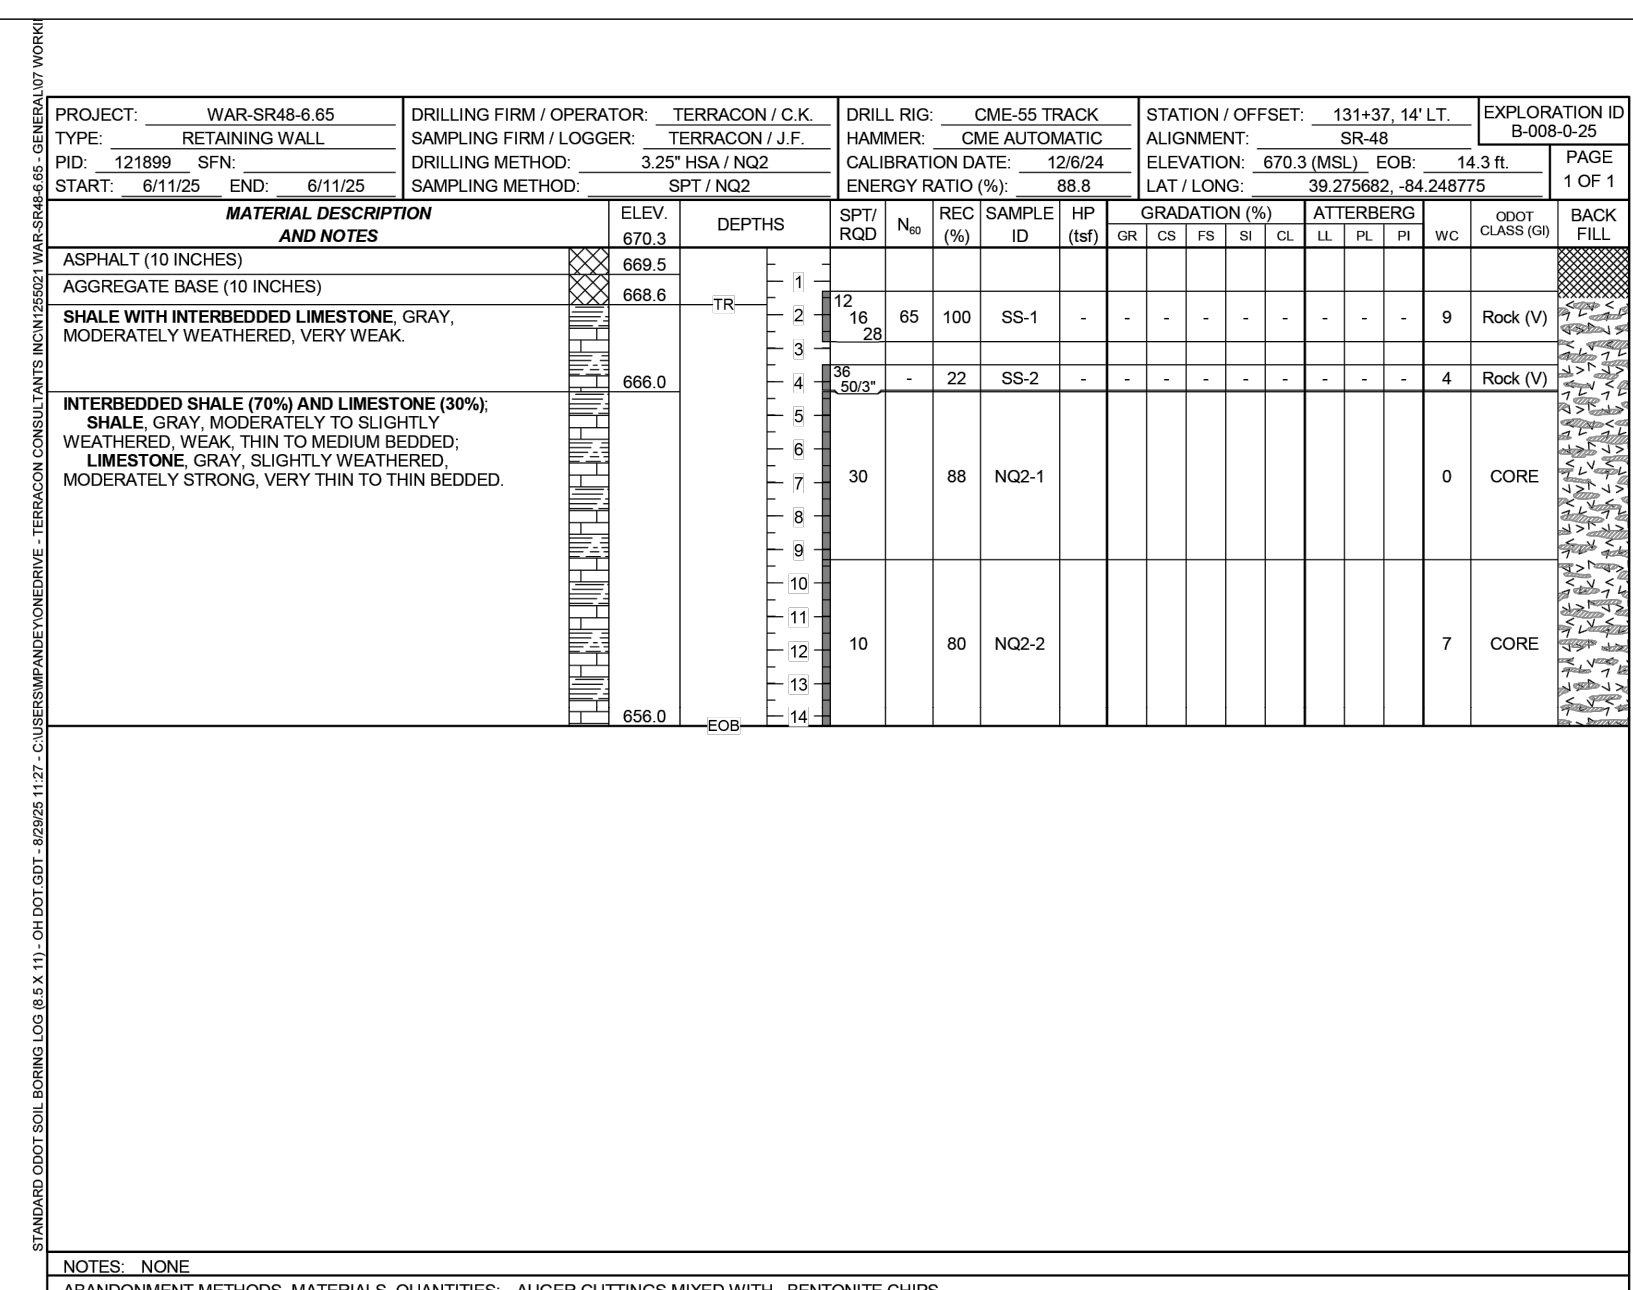 STANDARD ODOT SOIL BORING LOG (8.5 X 11) - OH DOT.GDT - 8/29/25 11:27 - C:\USERS\MPANDEY\ONEDRIVE - TERRACON CONSULTANTS INC\N1255021 WAR-SR48-6.65 - GENERAL\07 WORKI
PROJECT: WAR-SR48-6.65
TYPE: RETAINING WALL
PID: 121899 SFN:
START: 6/11/25 END: 6/11/25
DRILLING FIRM / OPERATOR: TERRACON / C.K.
SAMPLING FIRM / LOGGER: TERRACON / J.F.
DRILLING METHOD: 3.25" HSA / NQ2
SAMPLING METHOD: SPT / NQ2
DRILL RIG: CME-55 TRACK
HAMMER: CME AUTOMATIC
CALIBRATION DATE: 12/6/24
ENERGY RATIO (%): 88.8
STATION / OFFSET: 131+37, 14' LT.
ALIGNMENT: SR-48
ELEVATION: 670.3 (MSL) EOB: 14.3 ft.
LAT / LONG: 39.275682, -84.248775
EXPLORATION ID
B-008-0-25
PAGE
1 OF 1
MATERIAL DESCRIPTION
AND NOTES
ELEV.
670.3
DEPTHS
SPT/
RQD
N60
REC
(%)
SAMPLE
ID
HP
(tsf)
GRADATION (%)
GR CS FS SI CL
ATTERBERG
LL PL PI
WC
ODOT
CLASS (GI)
BACK
FILL
ASPHALT (10 INCHES)
669.5
AGGREGATE BASE (10 INCHES)
668.6
TR
SHALE WITH INTERBEDDED LIMESTONE, GRAY,
MODERATELY WEATHERED, VERY WEAK.
666.0
INTERBEDDED SHALE (70%) AND LIMESTONE (30%);
SHALE, GRAY, MODERATELY TO SLIGHTLY
WEATHERED, WEAK, THIN TO MEDIUM BEDDED;
LIMESTONE, GRAY, SLIGHTLY WEATHERED,
MODERATELY STRONG, VERY THIN TO THIN BEDDED.
656.0
EOB
1
2
3
4
5
6
7
8
9
10
11
12
13
14
12
16 65 100 SS-1 - - - - - - - - - 9 Rock (V)
28
36
50/3" - 22 SS-2 - - - - - - - - - 4 Rock (V)
30 88 NQ2-1 0 CORE
10 80 NQ2-2 7 CORE
NOTES: NONE
ABANDONMENT METHODS, MATERIALS, QUANTITIES: AUGER CUTTINGS MIXED WITH BENTONITE CHIPS